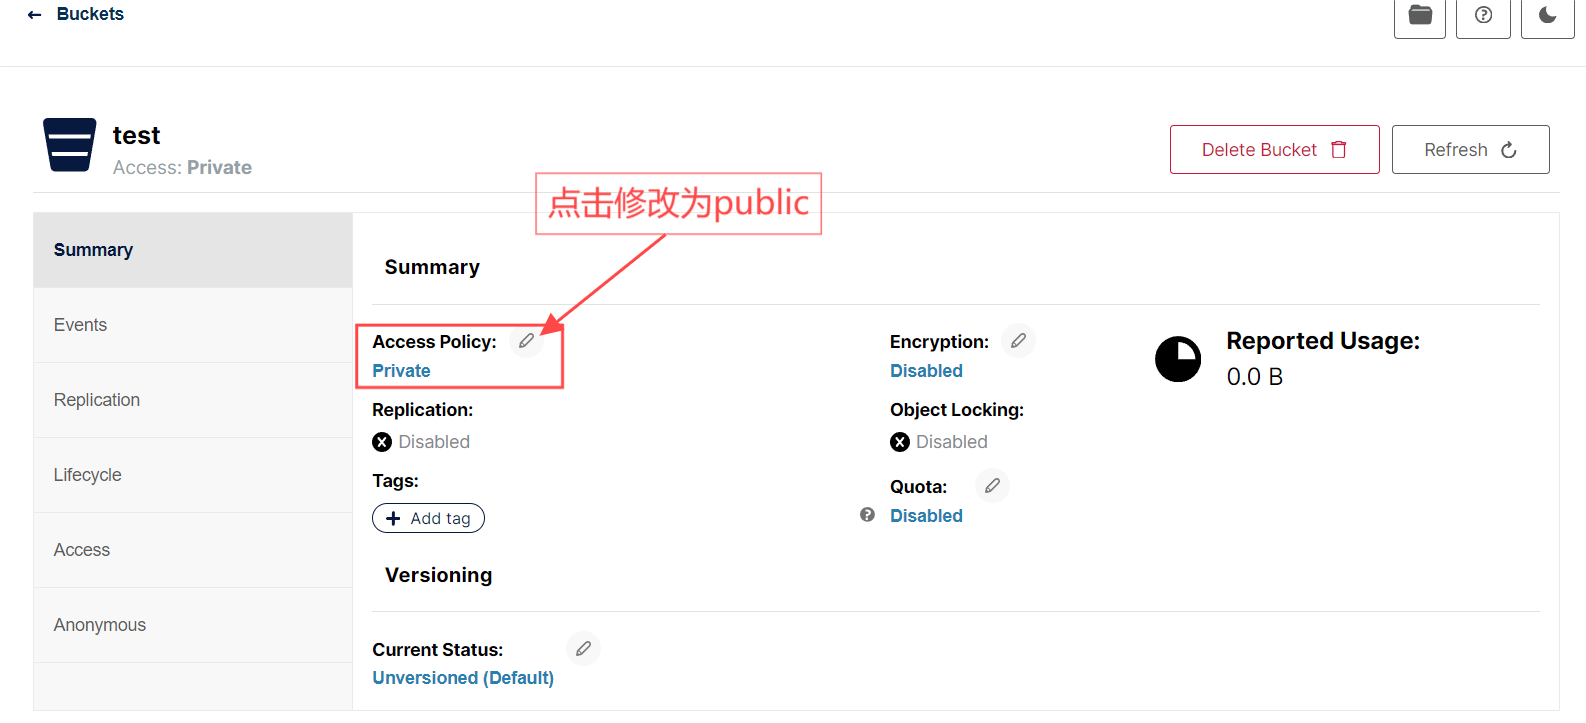 Buckets
test
Access: Private
Delete Bucket
Refresh
点击修改为public
Summary
Events
Replication
Lifecycle
Access
Anonymous
Summary
Access Policy:
Private
Encryption:
Disabled
Reported Usage:
0.0 B
Replication:
Disabled
Object Locking:
Disabled
Tags:
Add tag
Quota:
Disabled
Versioning
Current Status:
Unversioned (Default)